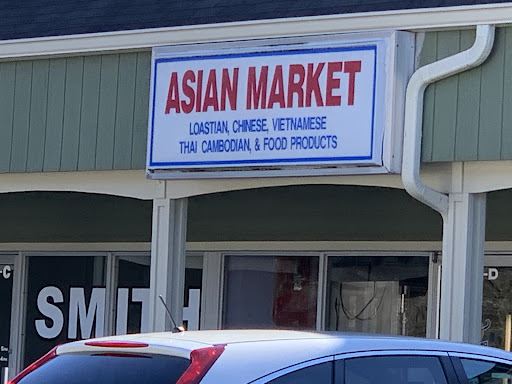 ASIAN MARKET
LOASTIAN, CHINESE, VIETNAMESE
THAI CAMBODIAN, & FOOD PRODUCTS
-C
-D
SMITH